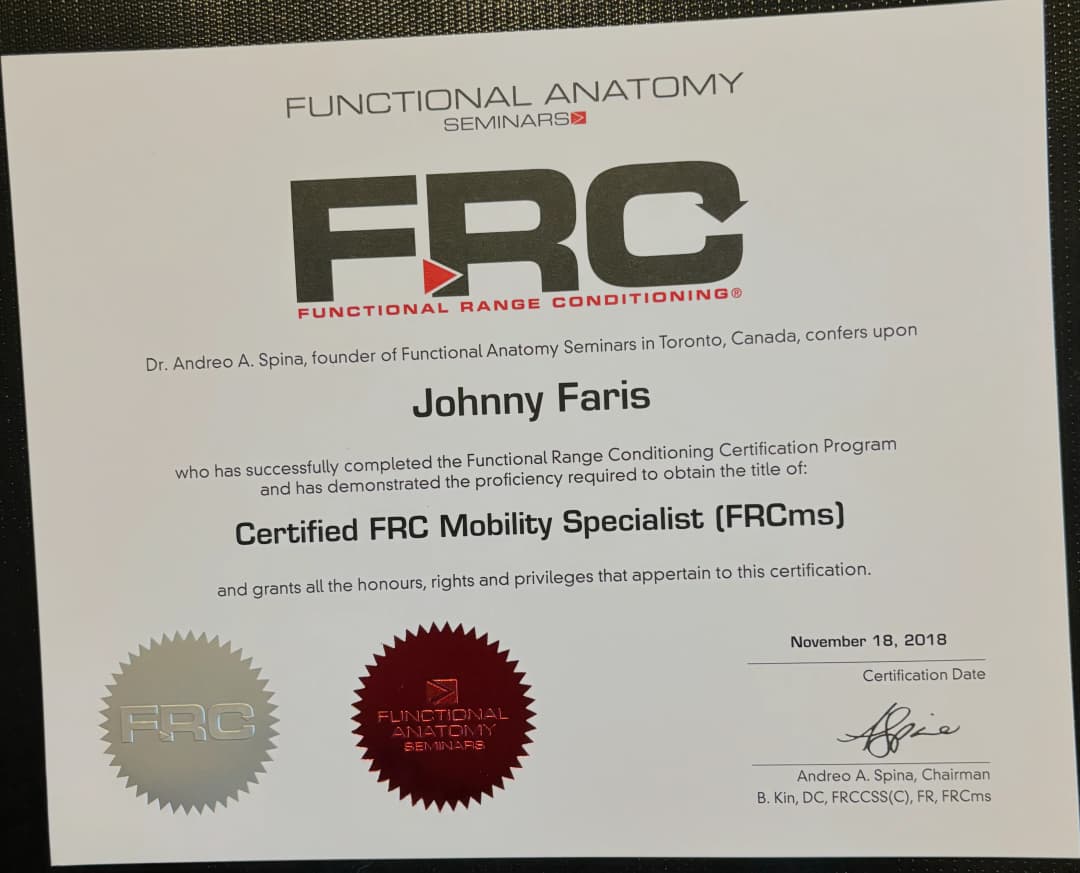 FUNCTIONAL ANATOMY
SEMINARS
FRC
FUNCTIONAL RANGE CONDITIONING®
Dr. Andreo A. Spina, founder of Functional Anatomy Seminars in Toronto, Canada, confers upon
Johnny Faris
who has successfully completed the Functional Range Conditioning Certification Program
and has demonstrated the proficiency required to obtain the title of:
Certified FRC Mobility Specialist (FRCms)
and grants all the honours, rights and privileges that appertain to this certification.
FRC
FUNCTIONAL
ANATOMY
SEMINARS
November 18, 2018
Certification Date
ASpina
Andreo A. Spina, Chairman
B. Kin, DC, FRCCSS(C), FR, FRCms